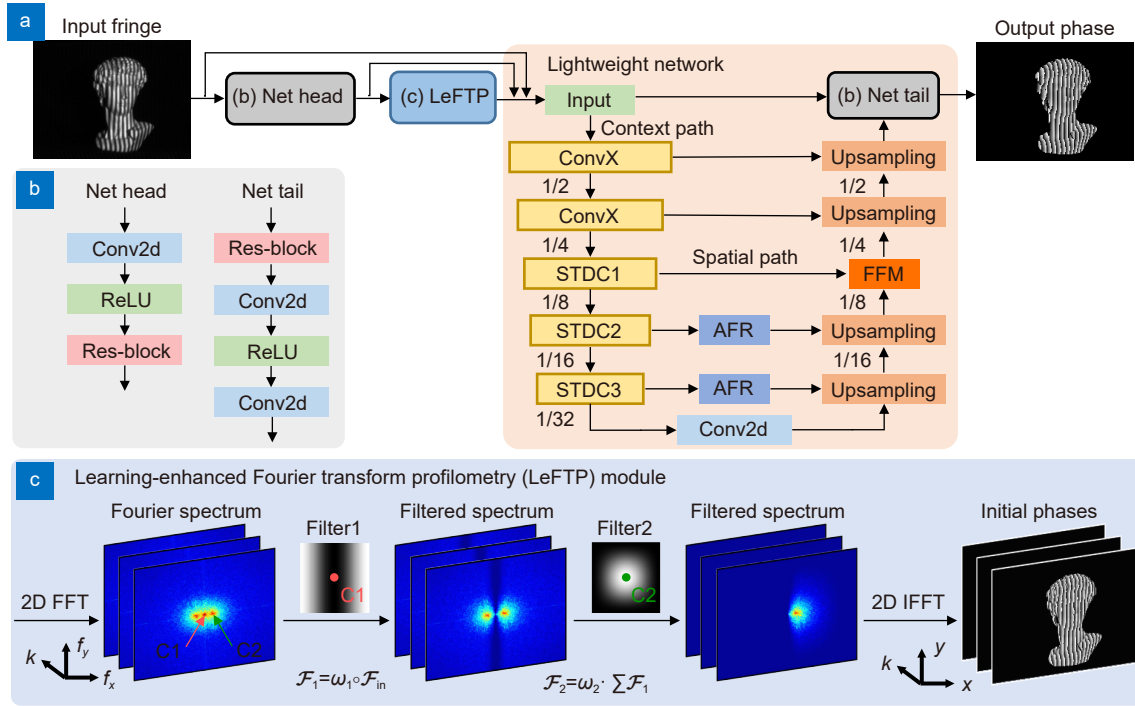 a
Input fringe
Output phase
Lightweight network
(b) Net head
(c) LeFTP
Input
(b) Net tail
Context path
ConvX
Upsampling
1/2
1/2
ConvX
Upsampling
1/4
1/4
Spatial path
STDC1
FFM
1/8
1/8
STDC2
AFR
Upsampling
1/16
1/16
STDC3
AFR
Upsampling
1/32
Conv2d
b
Net head
Net tail
Conv2d
Res-block
ReLU
Conv2d
Res-block
ReLU
Conv2d
c
Learning-enhanced Fourier transform profilometry (LeFTP) module
Fourier spectrum
Filter1
Filtered spectrum
Filter2
Filtered spectrum
Initial phases
C1
C2
2D FFT
C1
C2
2D IFFT
k
f_y
f_x
ℱ₁=ω₁∘ℱ_in
ℱ₂=ω₂· ∑ℱ₁
k
y
x